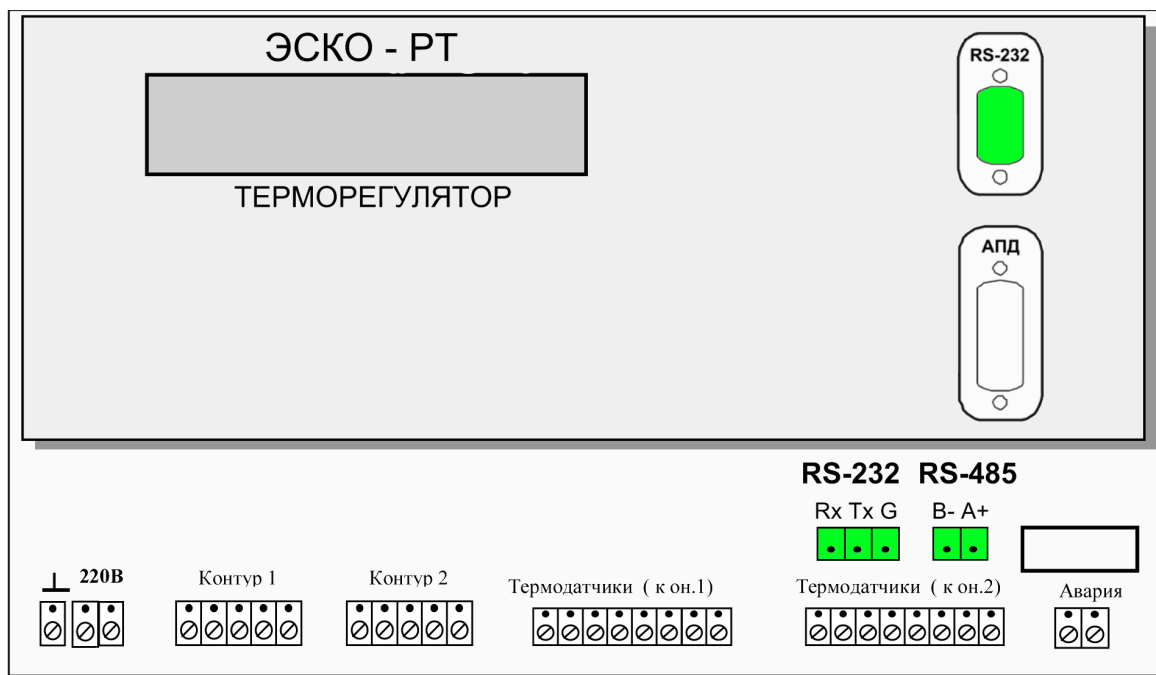 ЭСКО - РТ
ТЕРМОРЕГУЛЯТОР
RS-232
АПД
RS-232 RS-485
Rx Tx G B- A+
220В
Контур 1
Контур 2
Термодатчики ( к он.1)
Термодатчики ( к он.2)
Авария